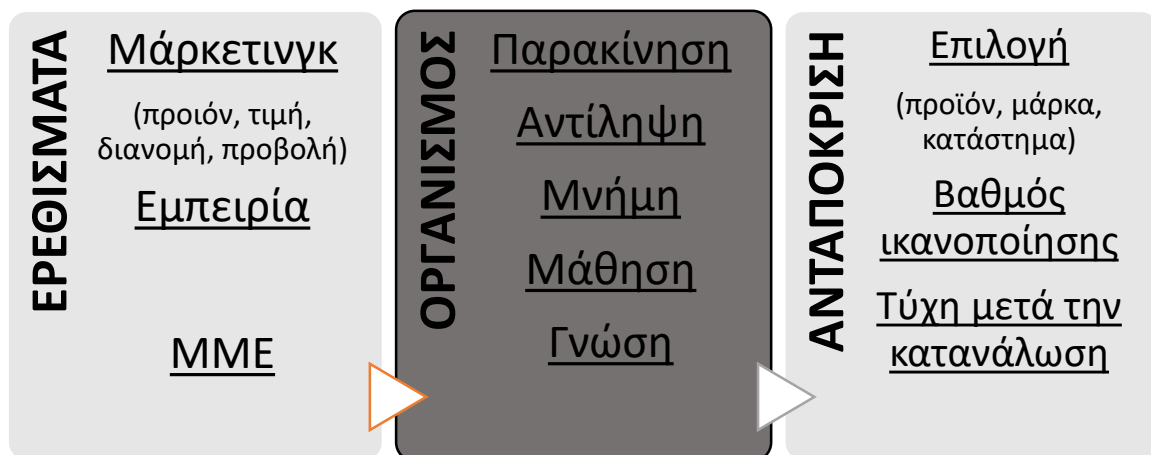 ΕΡΕΘΙΣΜΑΤΑ
Μάρκετινγκ
(προιόν, τιμή,
διανομή, προβολή)
Εμπειρία
ΜΜΕ
ΟΡΓΑΝΙΣΜΟΣ
Παρακίνηση
Αντίληψη
Μνήμη
Μάθηση
Γνώση
ΑΝΤΑΠΟΚΡΙΣΗ
Επιλογή
(προϊόν, μάρκα,
κατάστημα)
Βαθμός
ικανοποίησης
Τύχη μετά την
κατανάλωση